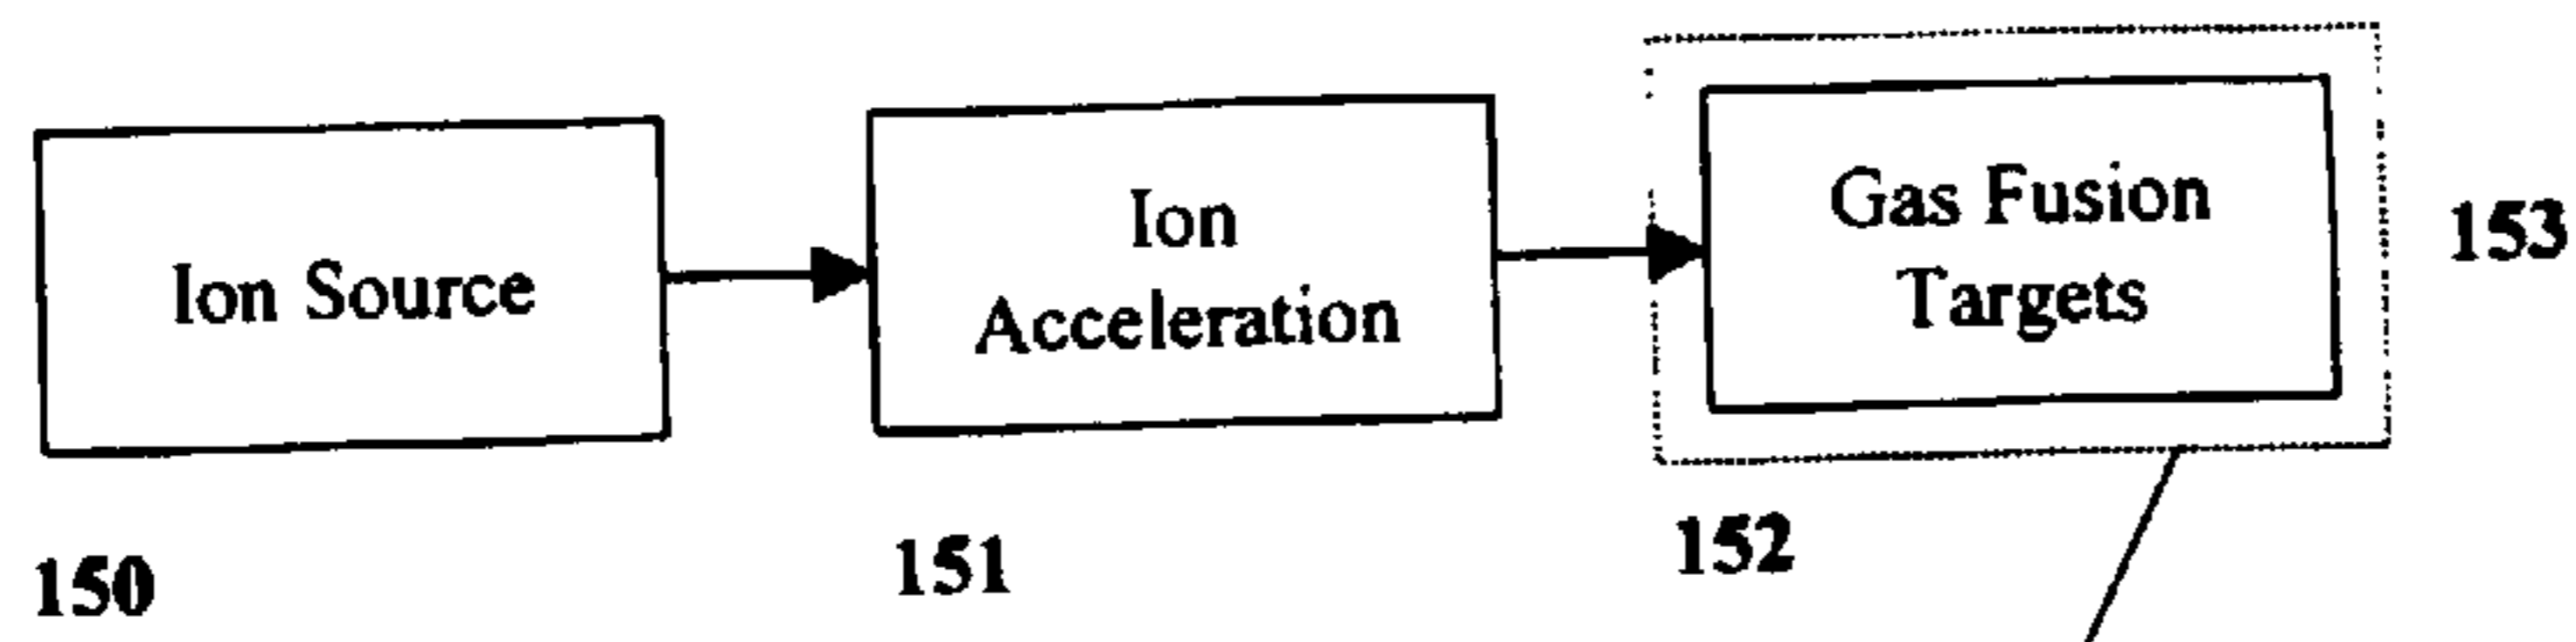 Ion Source
Ion
Acceleration
Gas Fusion
Targets
150
151
152
153